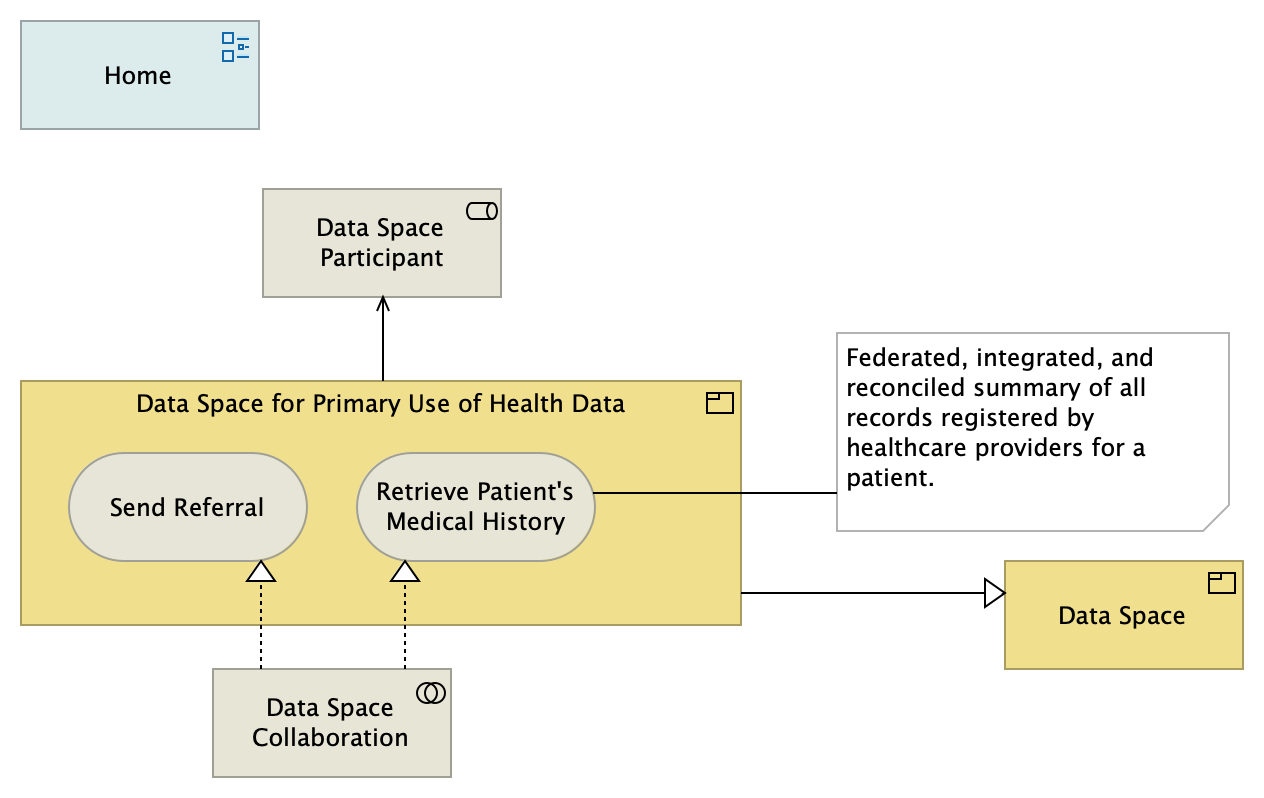 Home
Data Space
Participant
Data Space for Primary Use of Health Data
Send Referral
Retrieve Patient's
Medical History
Federated, integrated, and
reconciled summary of all
records registered by
healthcare providers for a
patient.
Data Space
Data Space
Collaboration